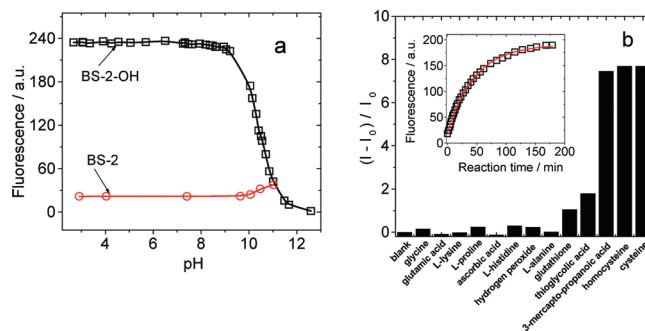 240
180
120
60
0
Fluorescence / a.u.
a
BS-2-OH
BS-2
4
6
8
10
12
pH
(I - I0) / I0
10
8
6
4
2
0
b
200
150
100
50
0
Fluorescence / a.u.
0 50 100 150 200
Reaction time / min
blank
glycine
glutamic acid
L-lysine
L-proline
ascorbic acid
L-histidine
hydrogen peroxide
L-alanine
glutathione
thioglycolic acid
3-mercapto-propanoic acid
homocysteine
cysteine